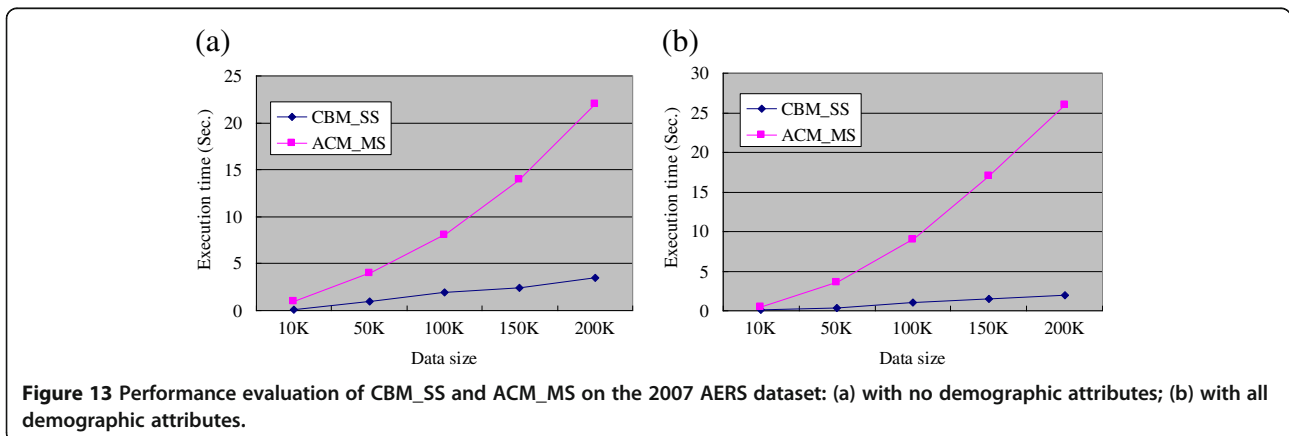 (a)
25
20
15
10
5
0
Execution time (Sec.)
CBM_SS
ACM_MS
10K 50K 100K 150K 200K
Data size
(b)
30
25
20
15
10
5
0
Execution time (Sec.)
CBM_SS
ACM_MS
10K 50K 100K 150K 200K
Data size
Figure 13 Performance evaluation of CBM_SS and ACM_MS on the 2007 AERS dataset: (a) with no demographic attributes; (b) with all
demographic attributes.